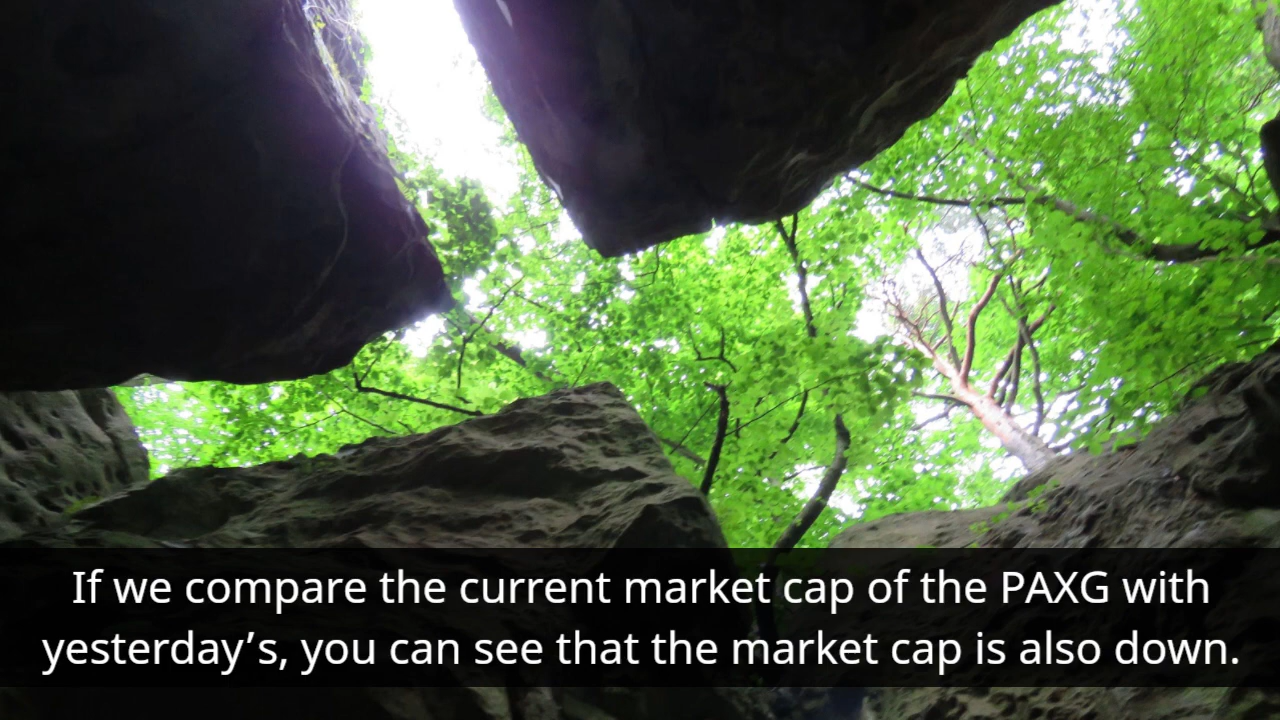 If we compare the current market cap of the PAXG with
yesterday’s, you can see that the market cap is also down.